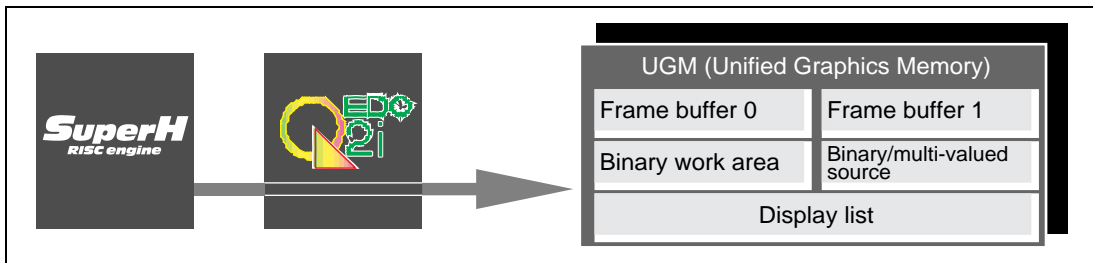 SuperH
RISC engine
Q EDO
2i
UGM (Unified Graphics Memory)
Frame buffer 0
Frame buffer 1
Binary work area
Binary/multi-valued
source
Display list